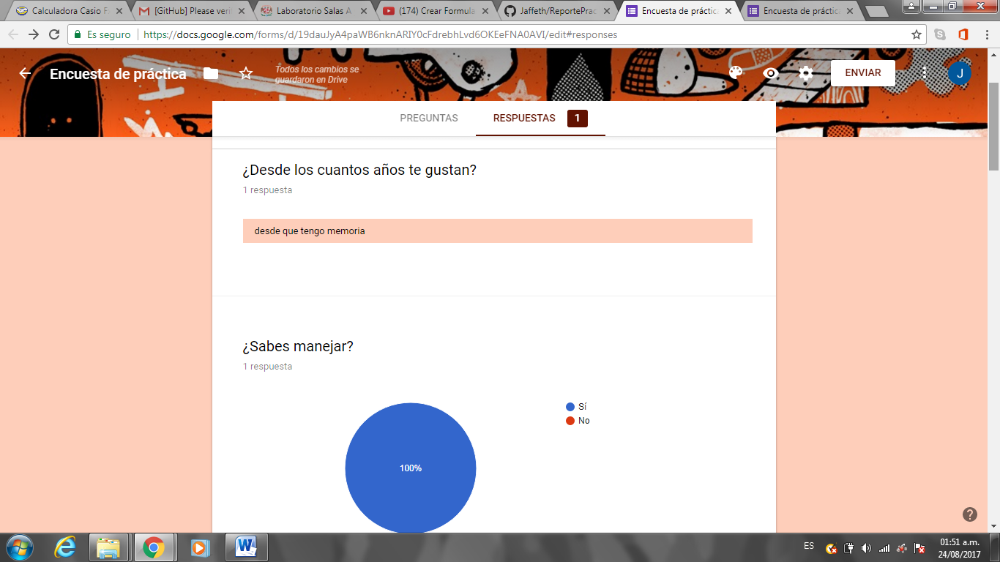 Calculadora Casio F
[GitHub] Please veri
Laboratorio Salas A
(174) Crear Formula
Jaffeth/ReportePrac
Encuesta de práctic
Encuesta de práctic
Es seguro
https://docs.google.com/forms/d/19dauJyA4paWB6nknARIY0cFdrebhLvd6OKEeFNA0AVI/edit#responses
Encuesta de práctica
Todos los cambios se
guardaron en Drive
ENVIAR
J
PREGUNTAS
RESPUESTAS
1
¿Desde los cuantos años te gustan?
1 respuesta
desde que tengo memoria
¿Sabes manejar?
1 respuesta
Sí
No
100%
ES
01:51 a.m.
24/08/2017